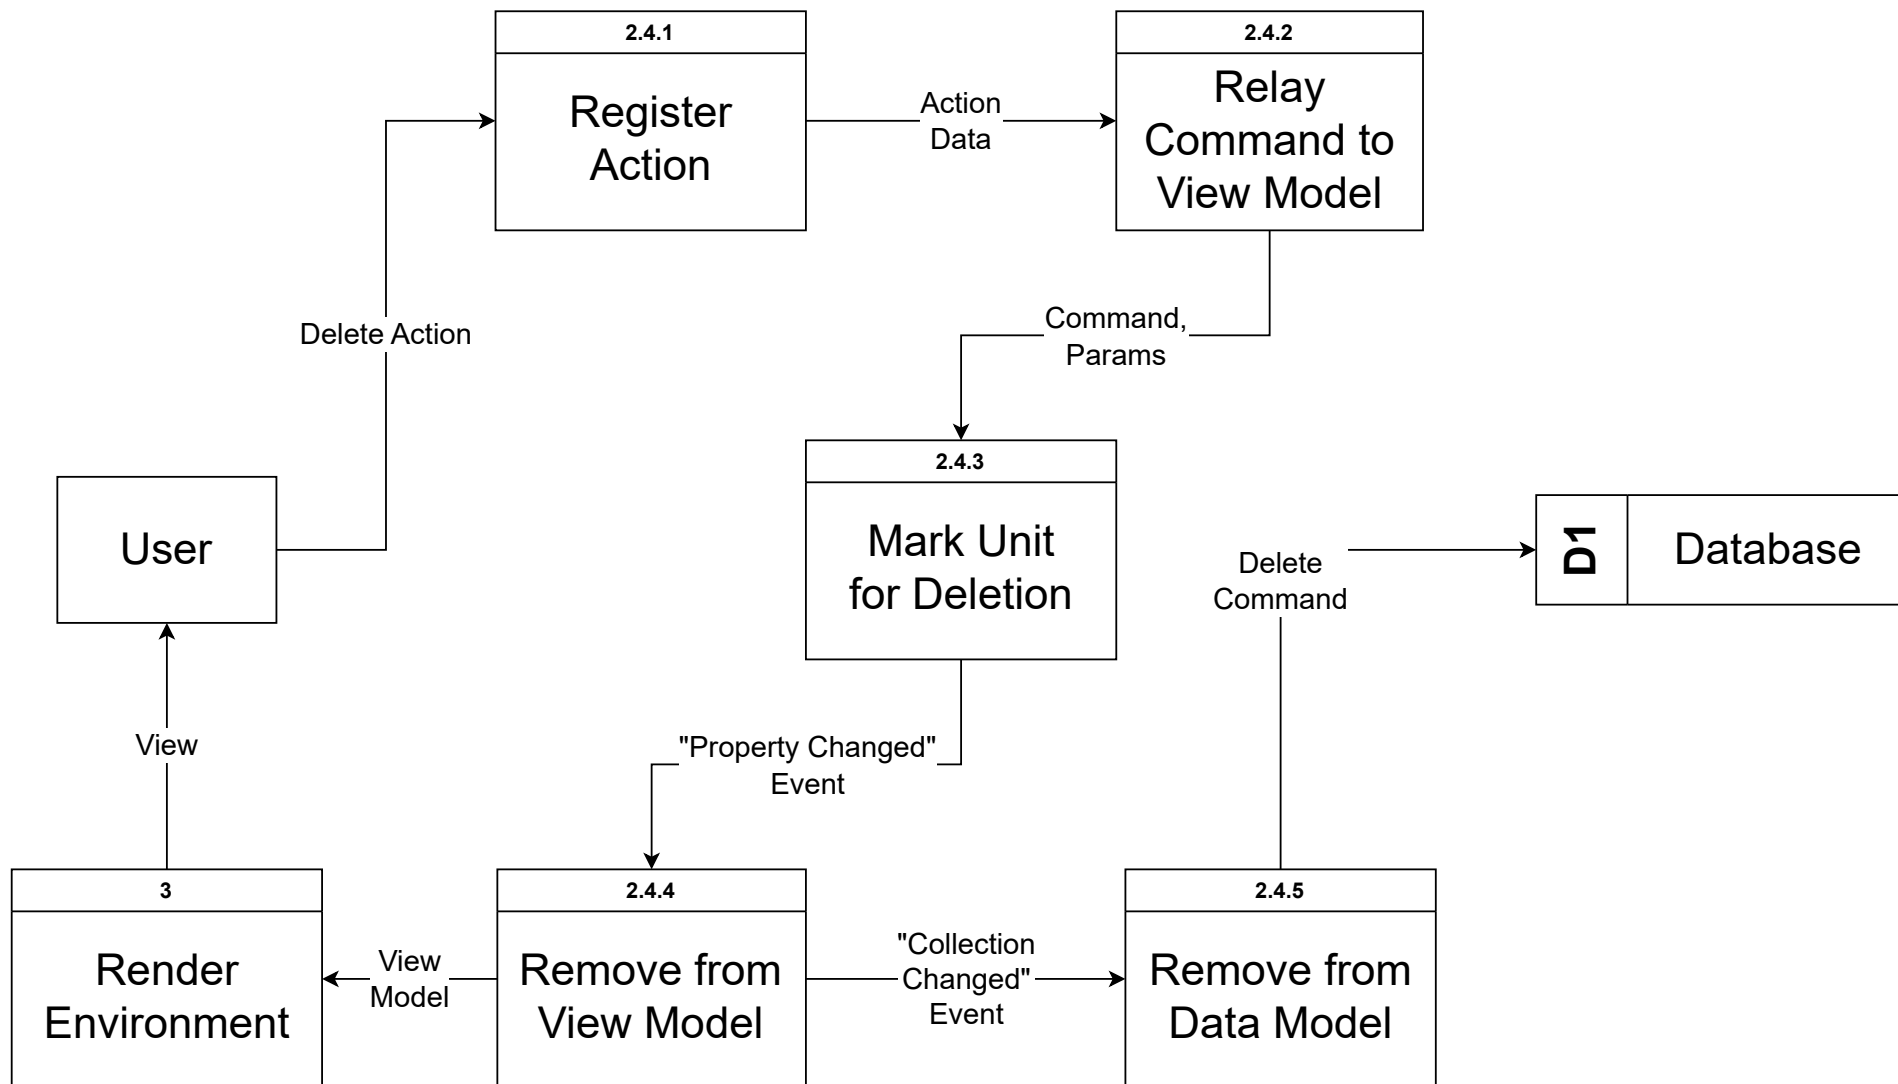 2.4.1
Register
Action
Action
Data
2.4.2
Relay
Command to
View Model
Delete Action
Command,
Params
2.4.3
Mark Unit
for Deletion
User
Delete
Command
D1
Database
View
"Property Changed"
Event
3
Render
Environment
View
Model
2.4.4
Remove from
View Model
"Collection
Changed"
Event
2.4.5
Remove from
Data Model